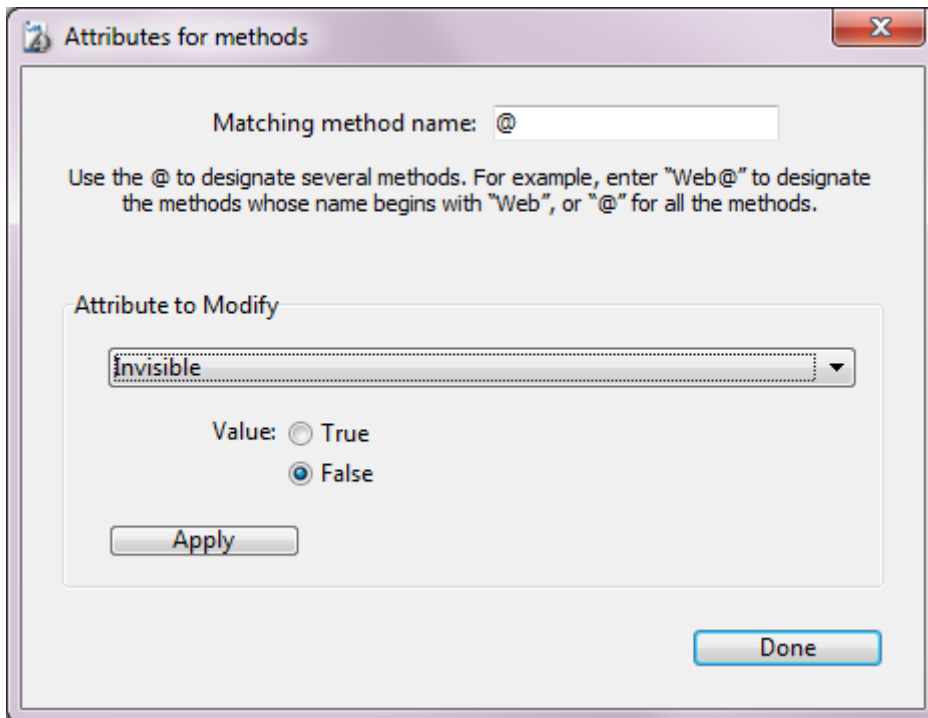 Attributes for methods
Matching method name: @
Use the @ to designate several methods. For example, enter “Web@” to designate
the methods whose name begins with “Web”, or “@” for all the methods.
Attribute to Modify
Invisible
Value: True
False
Apply
Done